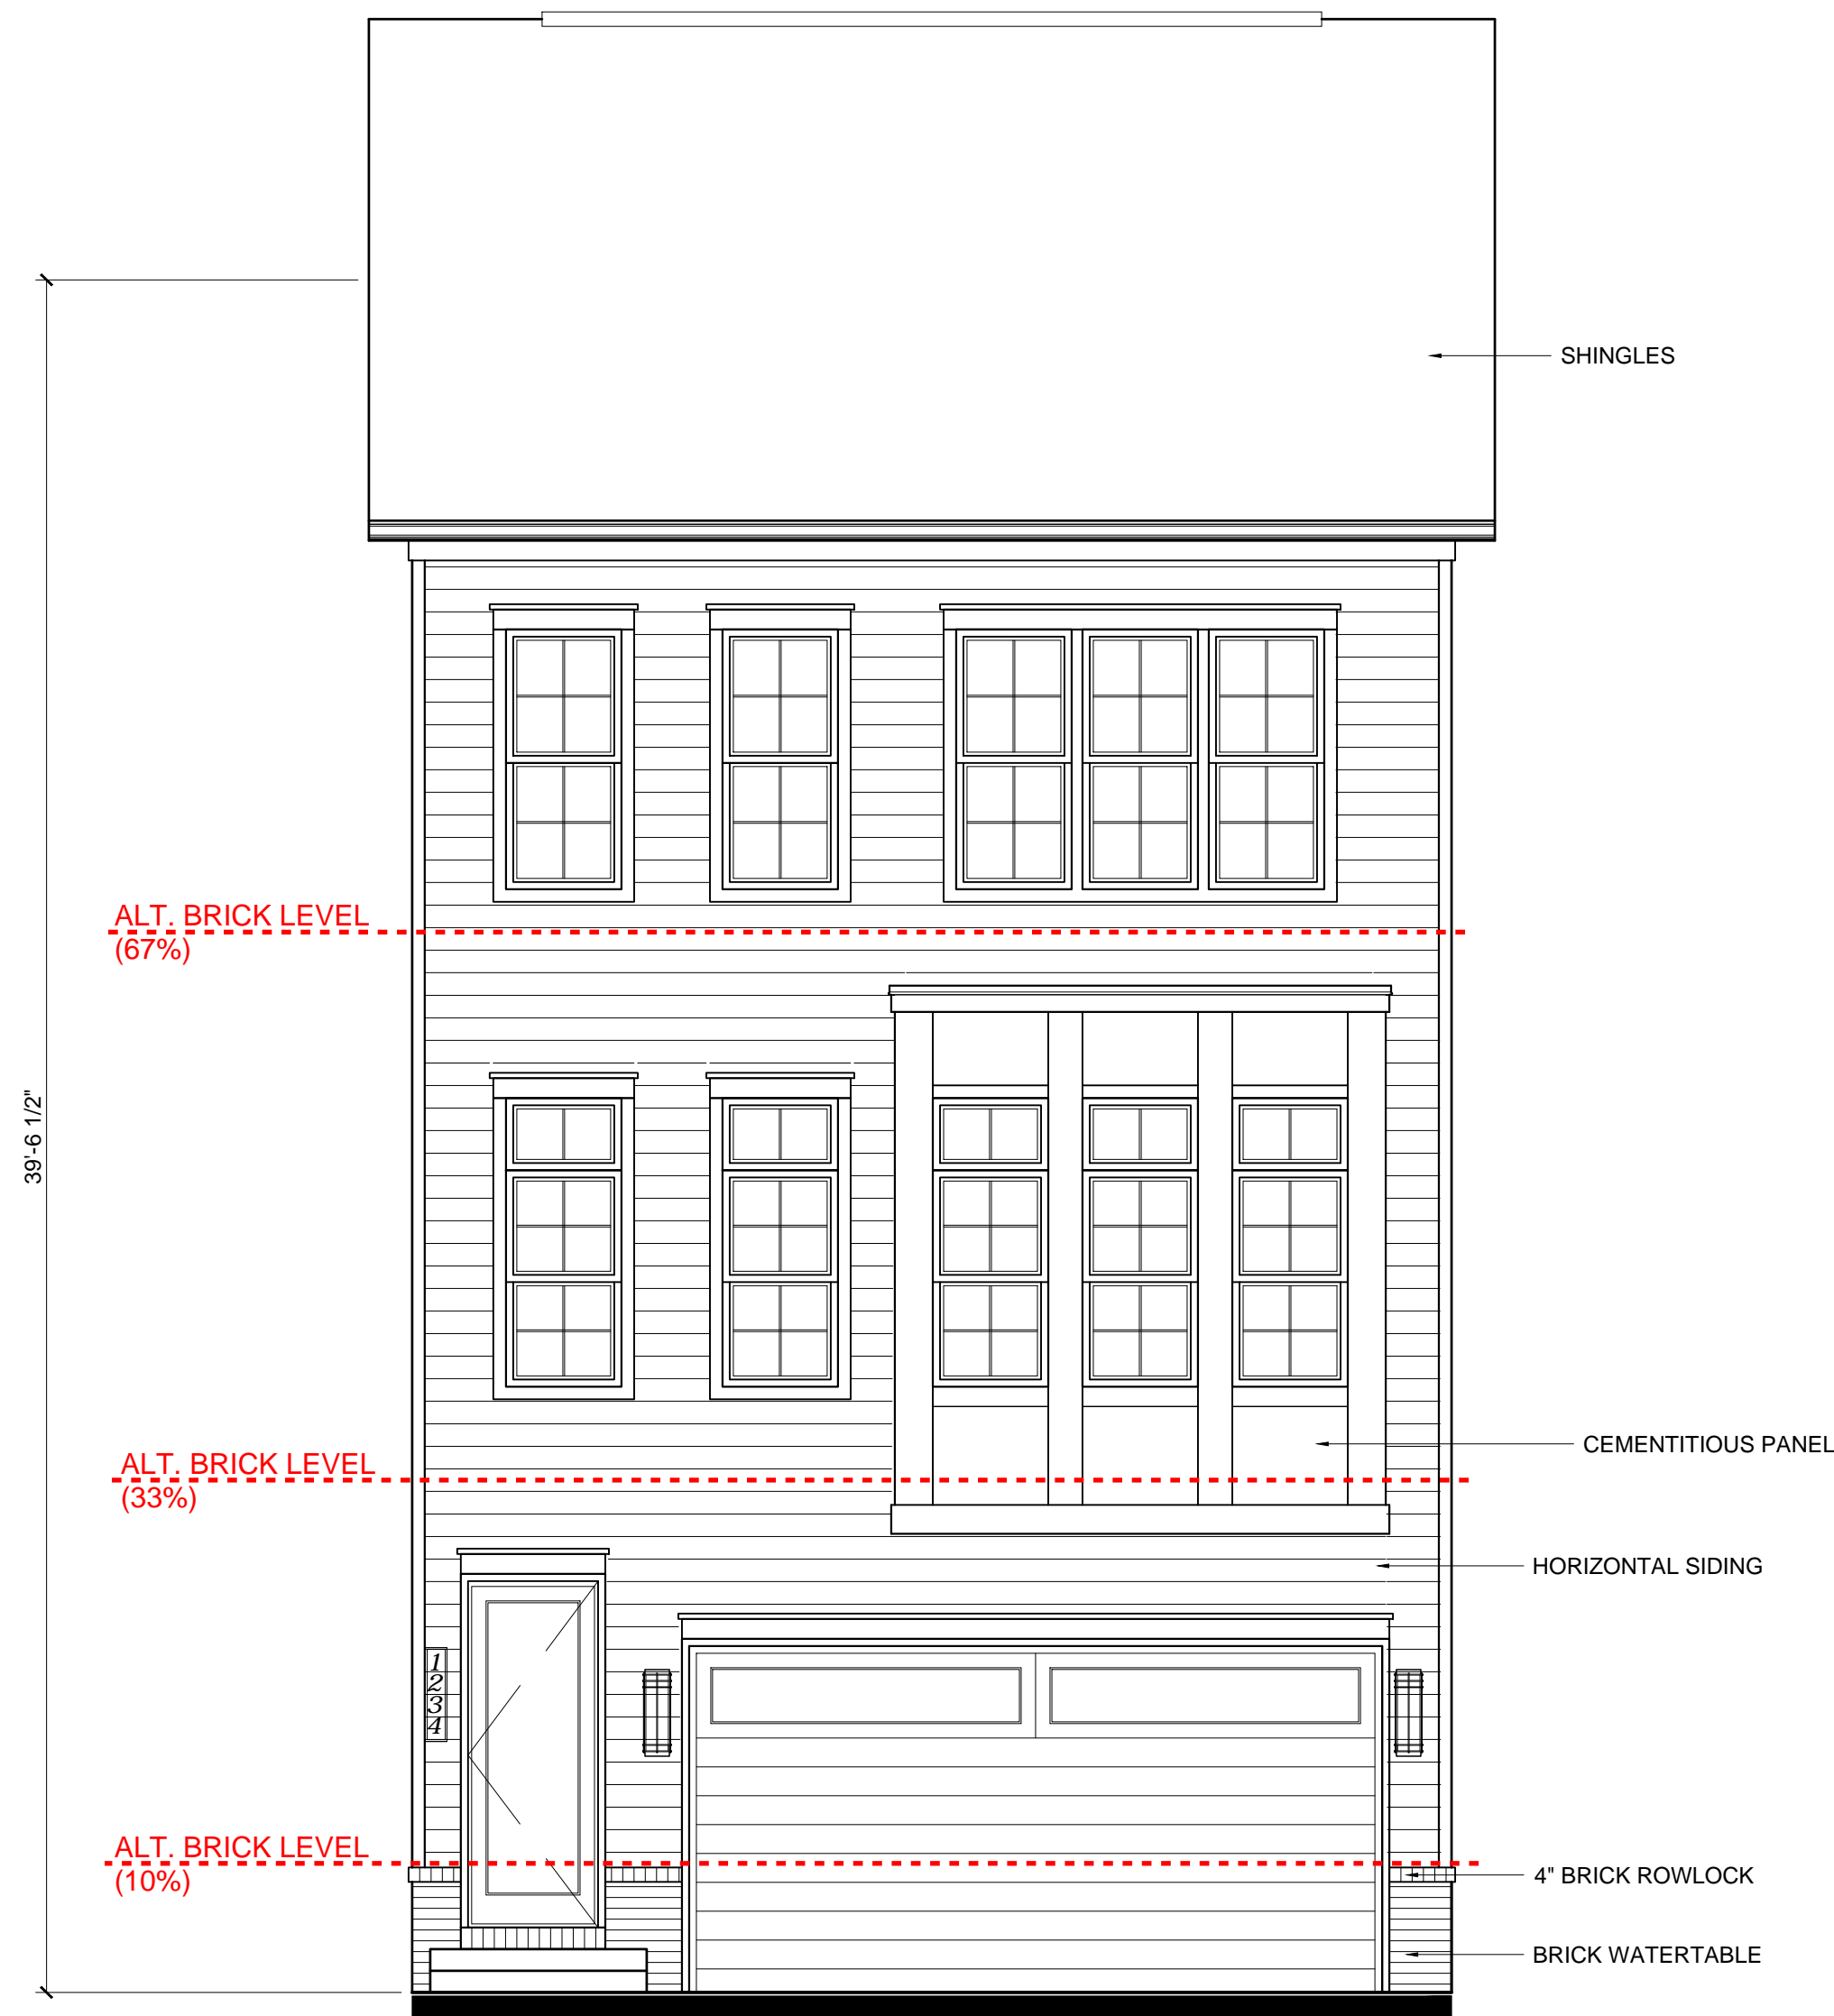 SHINGLES
ALT. BRICK LEVEL
(67%)
39'-6 1/2"
CEMENTITIOUS PANEL
ALT. BRICK LEVEL
(33%)
HORIZONTAL SIDING
1
2
3
4
ALT. BRICK LEVEL
(10%)
4" BRICK ROWLOCK
BRICK WATERTABLE